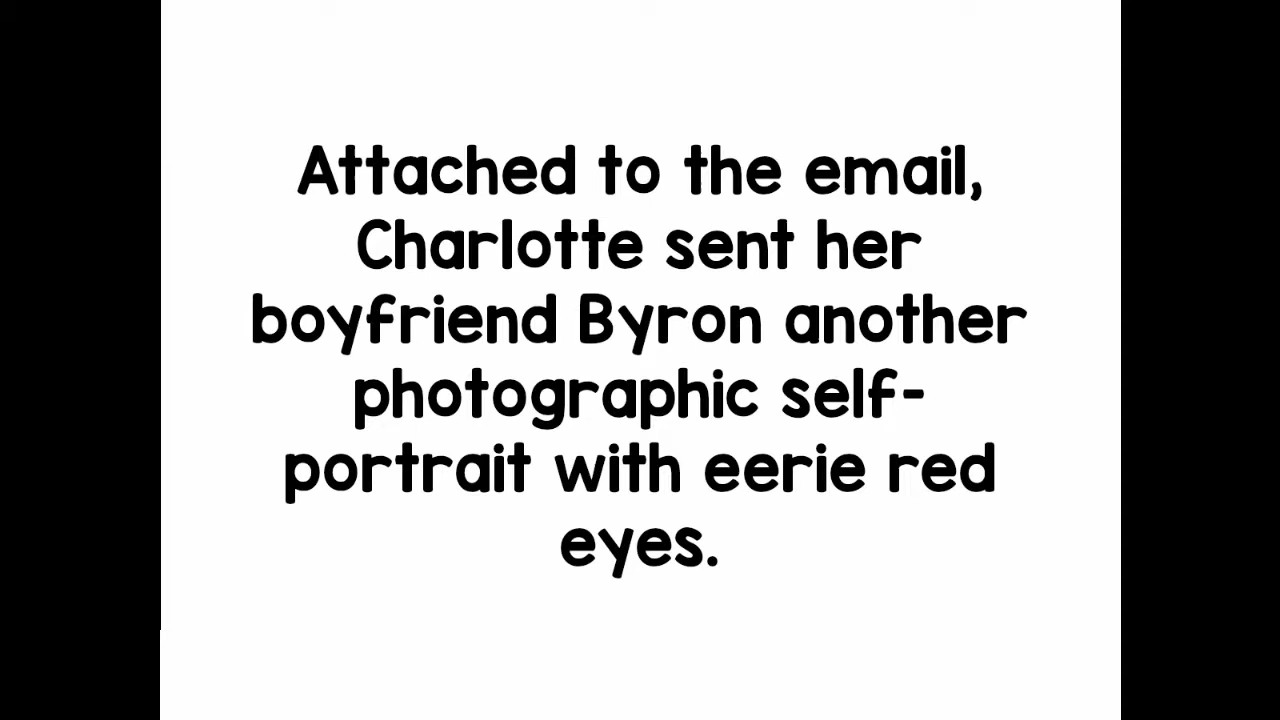 Attached to the email,
Charlotte sent her
boyfriend Byron another
photographic self-
portrait with eerie red
eyes.